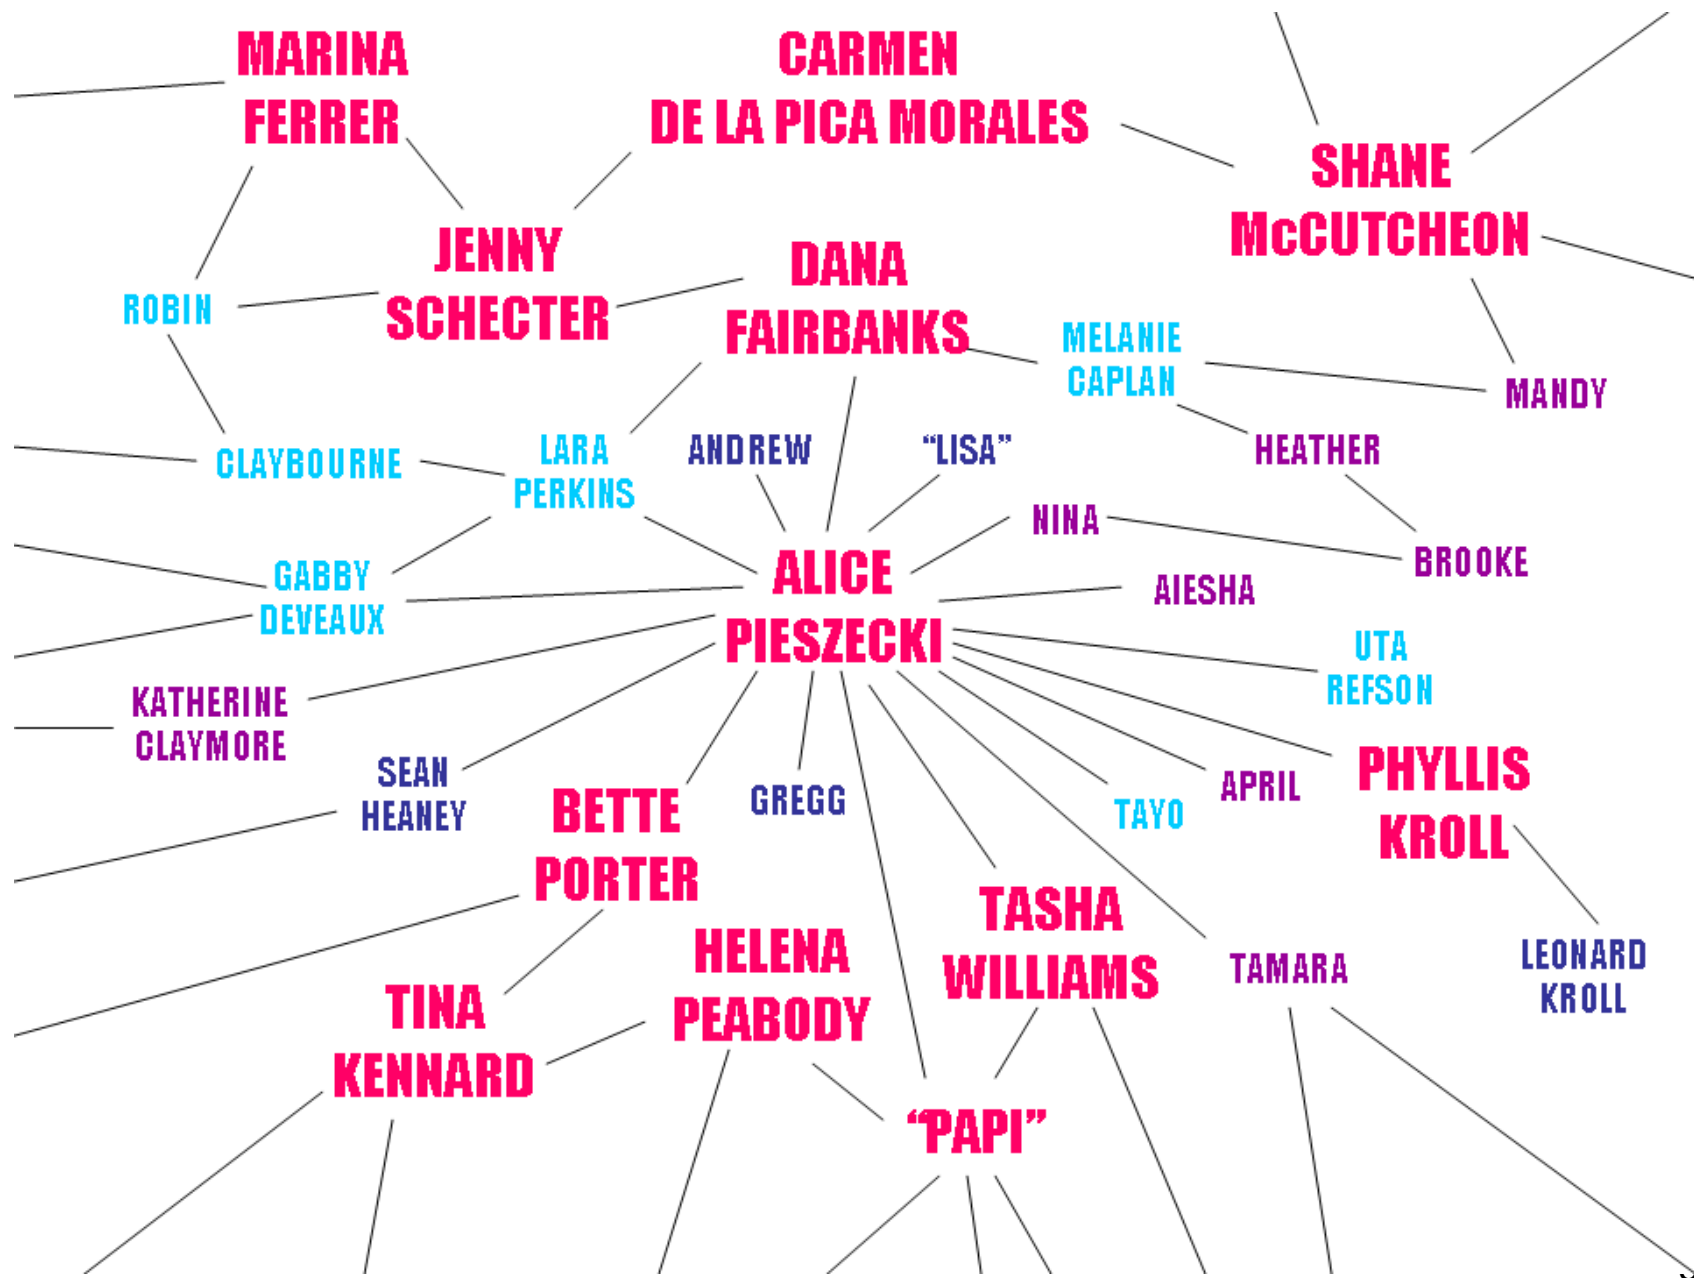 MARINA
FERRER
CARMEN
DE LA PICA MORALES
SHANE
McCUTCHEON
JENNY
SCHECTER
DANA
FAIRBANKS
ROBIN
MELANIE
CAPLAN
MANDY
CLAYBOURNE
LARA
PERKINS
ANDREW
“LISA”
HEATHER
NINA
BROOKE
GABBY
DEVEAUX
ALICE
PIESZECKI
AIESHA
UTA
REFSON
KATHERINE
CLAYMORE
SEAN
HEANEY
BETTE
PORTER
GREGG
TAYO
APRIL
PHYLLIS
KROLL
TASHA
WILLIAMS
HELENA
PEABODY
TAMARA
LEONARD
KROLL
TINA
KENNARD
“PAPI”